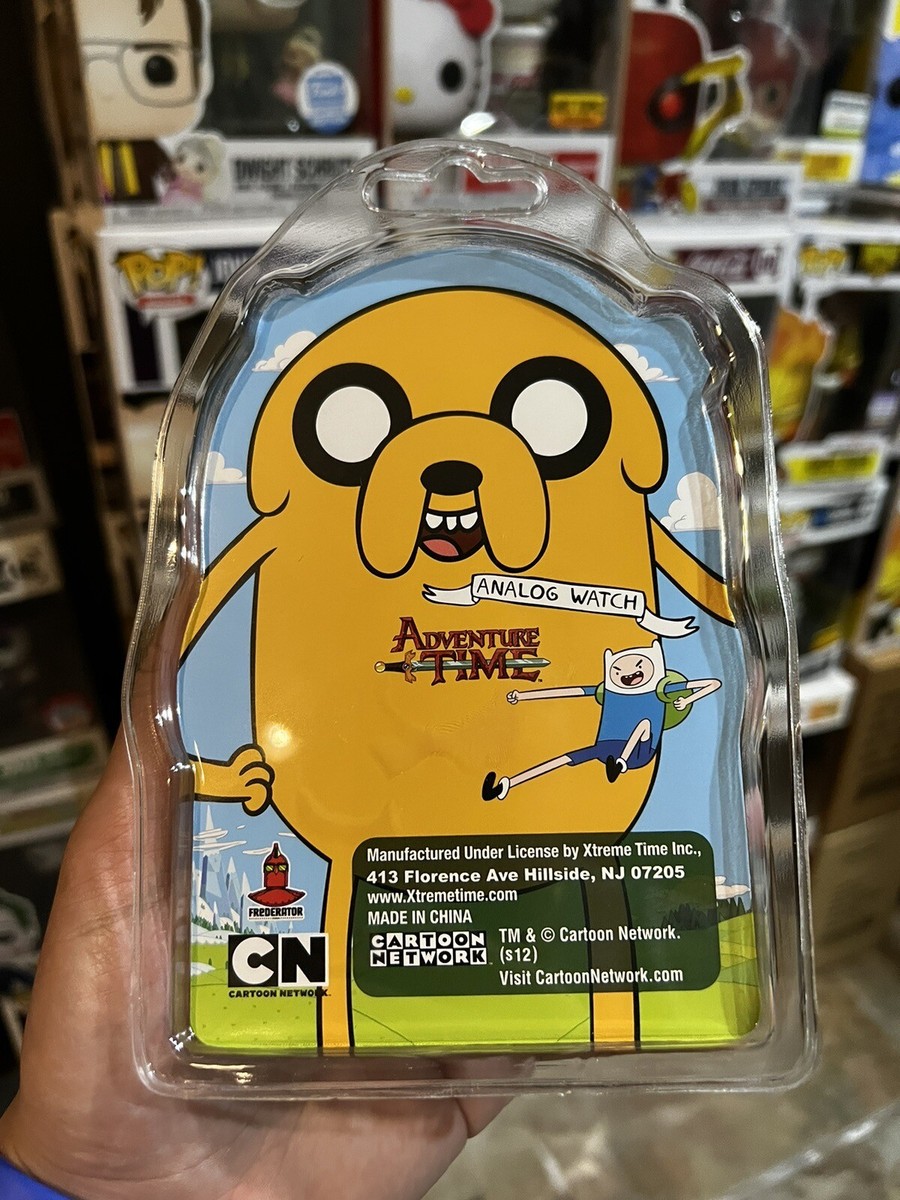 DWIGHT SCHRUTE
POP!
ANALOG WATCH
ADVENTURE
TIME
Manufactured Under License by Xtreme Time Inc.,
413 Florence Ave Hillside, NJ 07205
www.Xtremetime.com
MADE IN CHINA
CARTOON
NETWORK
TM & © Cartoon Network.
(s12)
Visit CartoonNetwork.com
FREDERATOR
CN
CARTOON NETWORK